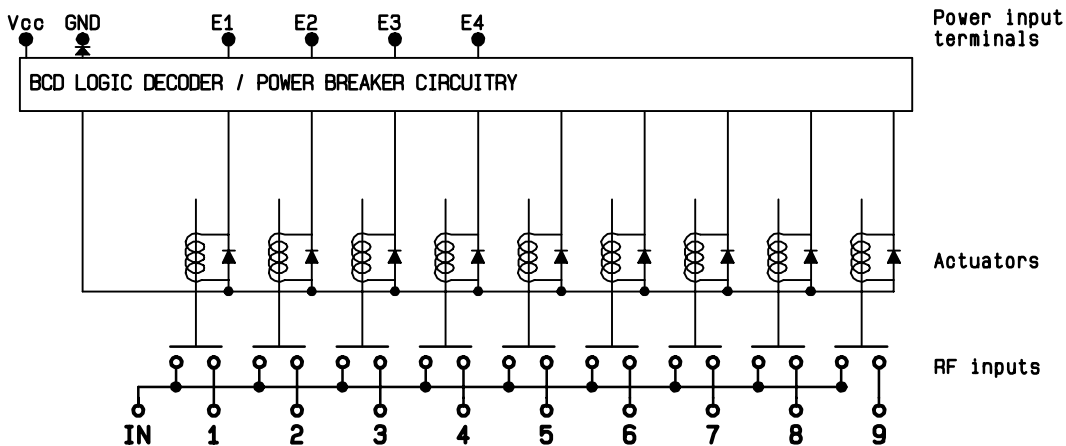 Vcc GND E1 E2 E3 E4
Power input
terminals
BCD LOGIC DECODER / POWER BREAKER CIRCUITRY
Actuators
RF inputs
IN 1 2 3 4 5 6 7 8 9